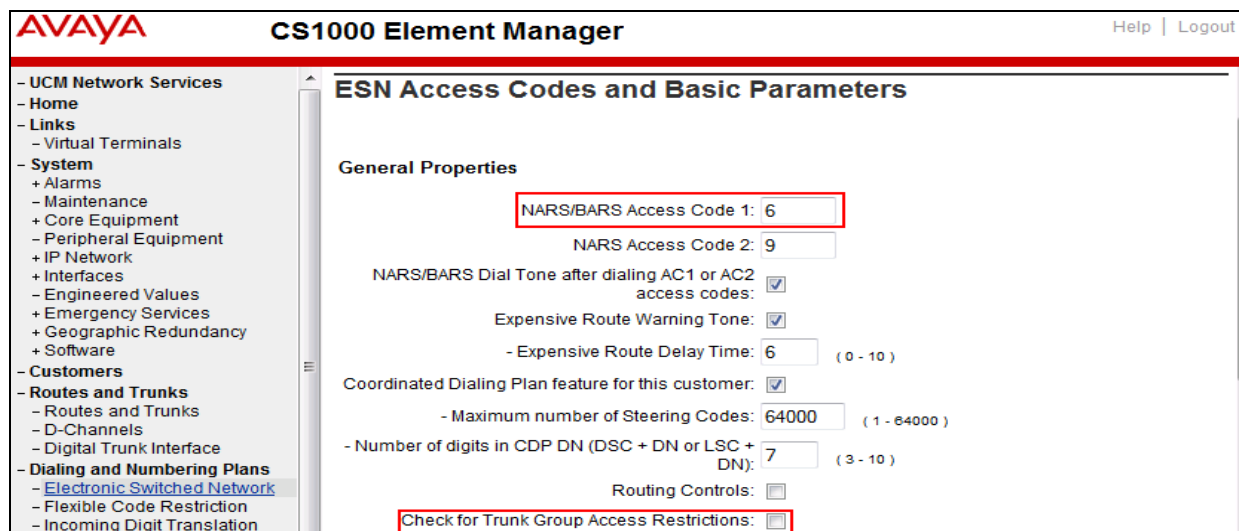 AVAYA
CS1000 Element Manager
Help | Logout
– UCM Network Services
– Home
– Links
– Virtual Terminals
– System
+ Alarms
– Maintenance
+ Core Equipment
– Peripheral Equipment
+ IP Network
+ Interfaces
– Engineered Values
+ Emergency Services
+ Geographic Redundancy
+ Software
– Customers
– Routes and Trunks
– Routes and Trunks
– D-Channels
– Digital Trunk Interface
– Dialing and Numbering Plans
– Electronic Switched Network
– Flexible Code Restriction
– Incoming Digit Translation
ESN Access Codes and Basic Parameters
General Properties
NARS/BARS Access Code 1: 6
NARS Access Code 2: 9
NARS/BARS Dial Tone after dialing AC1 or AC2
access codes:
Expensive Route Warning Tone:
- Expensive Route Delay Time: 6 ( 0 - 10 )
Coordinated Dialing Plan feature for this customer:
- Maximum number of Steering Codes: 64000 ( 1 - 64000 )
- Number of digits in CDP DN (DSC + DN or LSC +
DN): 7 ( 3 - 10 )
Routing Controls:
Check for Trunk Group Access Restrictions: